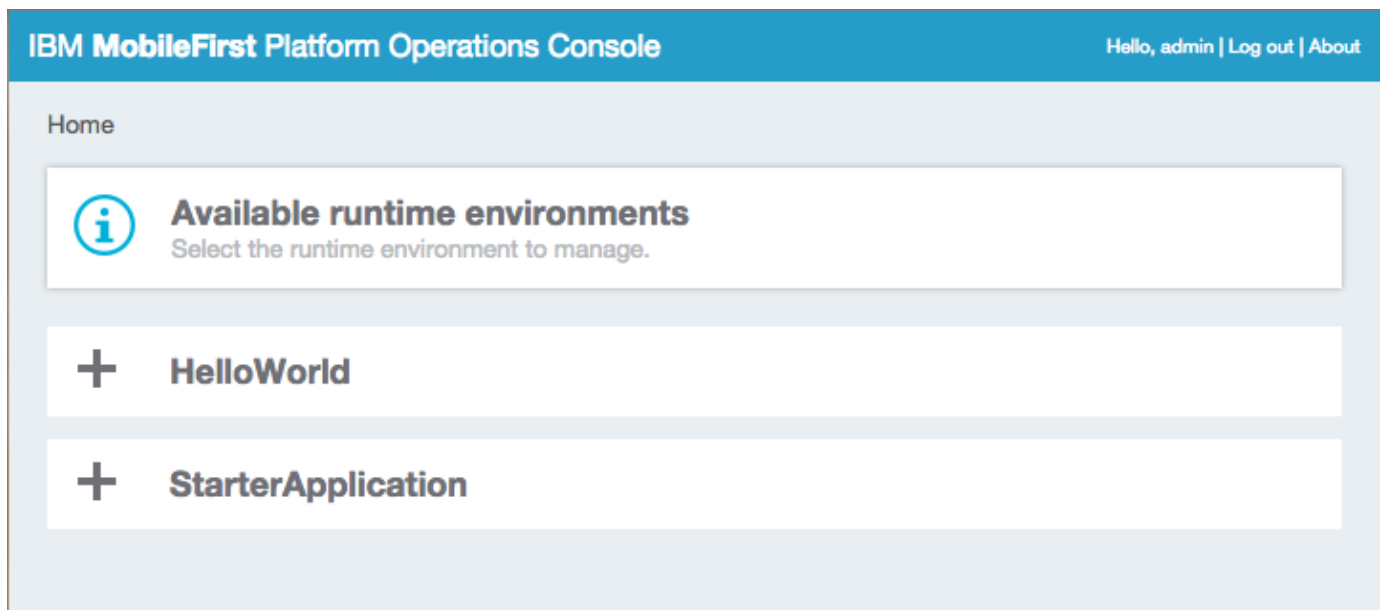 IBM MobileFirst Platform Operations Console
Hello, admin | Log out | About
Home
Available runtime environments
Select the runtime environment to manage.
HelloWorld
StarterApplication